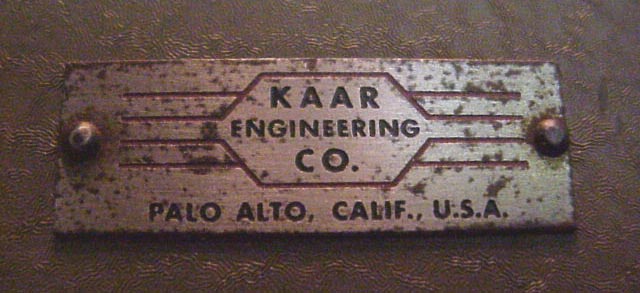 KAAR
ENGINEERING
CO.
PALO ALTO, CALIF., U.S.A.